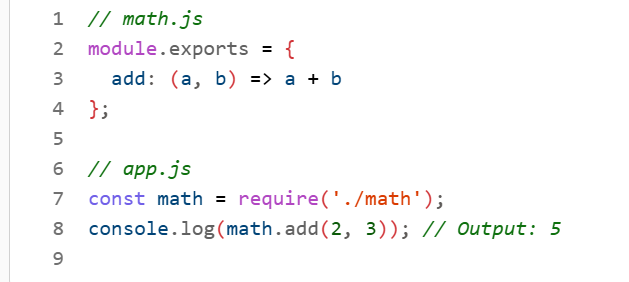 1 // math.js
2 module.exports = {
3   add: (a, b) => a + b
4 };
5
6 // app.js
7 const math = require('./math');
8 console.log(math.add(2, 3)); // Output: 5
9